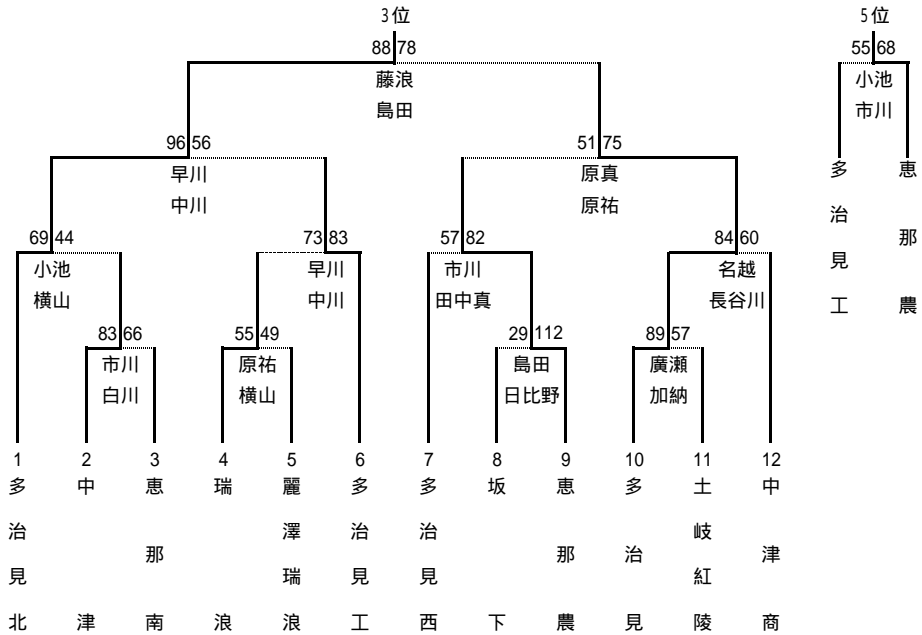 3位
5位
88 78
55 68
藤浪
島田
小池
市川
96 56
51 75
早川
中川
原真
原祐
多治見工
恵那農
69 44
73 83
57 82
84 60
小池
横山
早川
中川
市川
田中真
名越
長谷川
83 66
55 49
29 112
89 57
市川
白川
原祐
横山
島田
日比野
廣瀬
加納
1 2 3 4 5 6 7 8 9 10 11 12
多治見北
中津
恵那南
瑞浪
麗澤瑞浪
多治見工
多治見西
坂下
恵那農
多治見
土岐紅陵
中津商